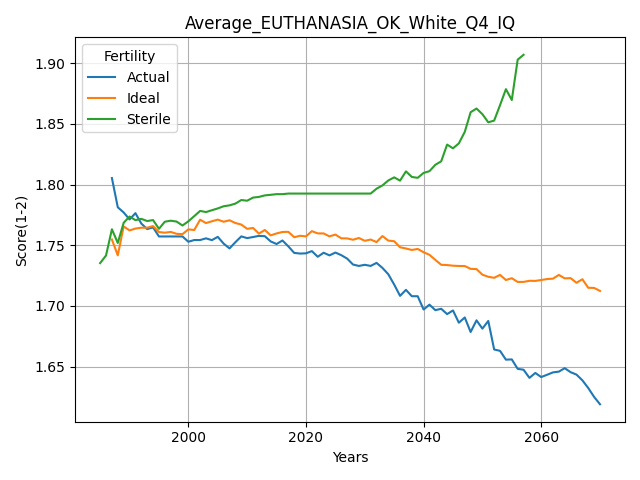 Average_EUTHANASIA_OK_White_Q4_IQ
Fertility
Actual
Ideal
Sterile
Score(1-2)
1.90
1.85
1.80
1.75
1.70
1.65
2000
2020
2040
2060
Years